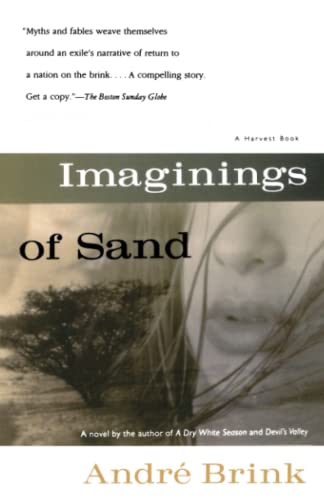 "Myths and fables weave themselves
around an exile's narrative of return to
a nation on the brink. . . . A compelling story.
Get a copy."—The Boston Sunday Globe
A Harvest Book
Imaginings
of Sand
A novel by the author of A Dry White Season and Devil's Valley
André Brink